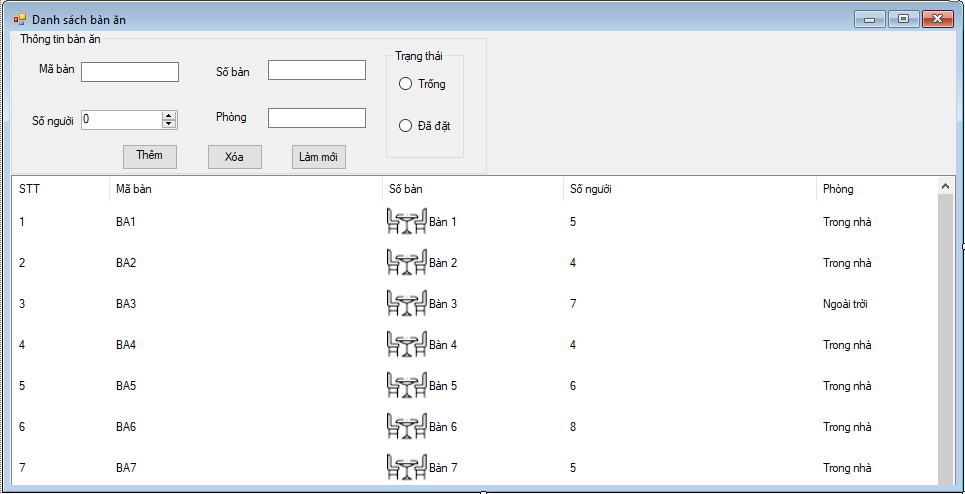 Danh sách bàn ăn
Thông tin bàn ăn
Mã bàn
Số bàn
Trạng thái
Trống
Số người 0
Phòng
Đã đặt
Thêm Xóa Làm mới
STT Mã bàn Số bàn Số người Phòng
1 BA1 Bàn 1 5 Trong nhà
2 BA2 Bàn 2 4 Trong nhà
3 BA3 Bàn 3 7 Ngoài trời
4 BA4 Bàn 4 4 Trong nhà
5 BA5 Bàn 5 6 Trong nhà
6 BA6 Bàn 6 8 Trong nhà
7 BA7 Bàn 7 5 Trong nhà